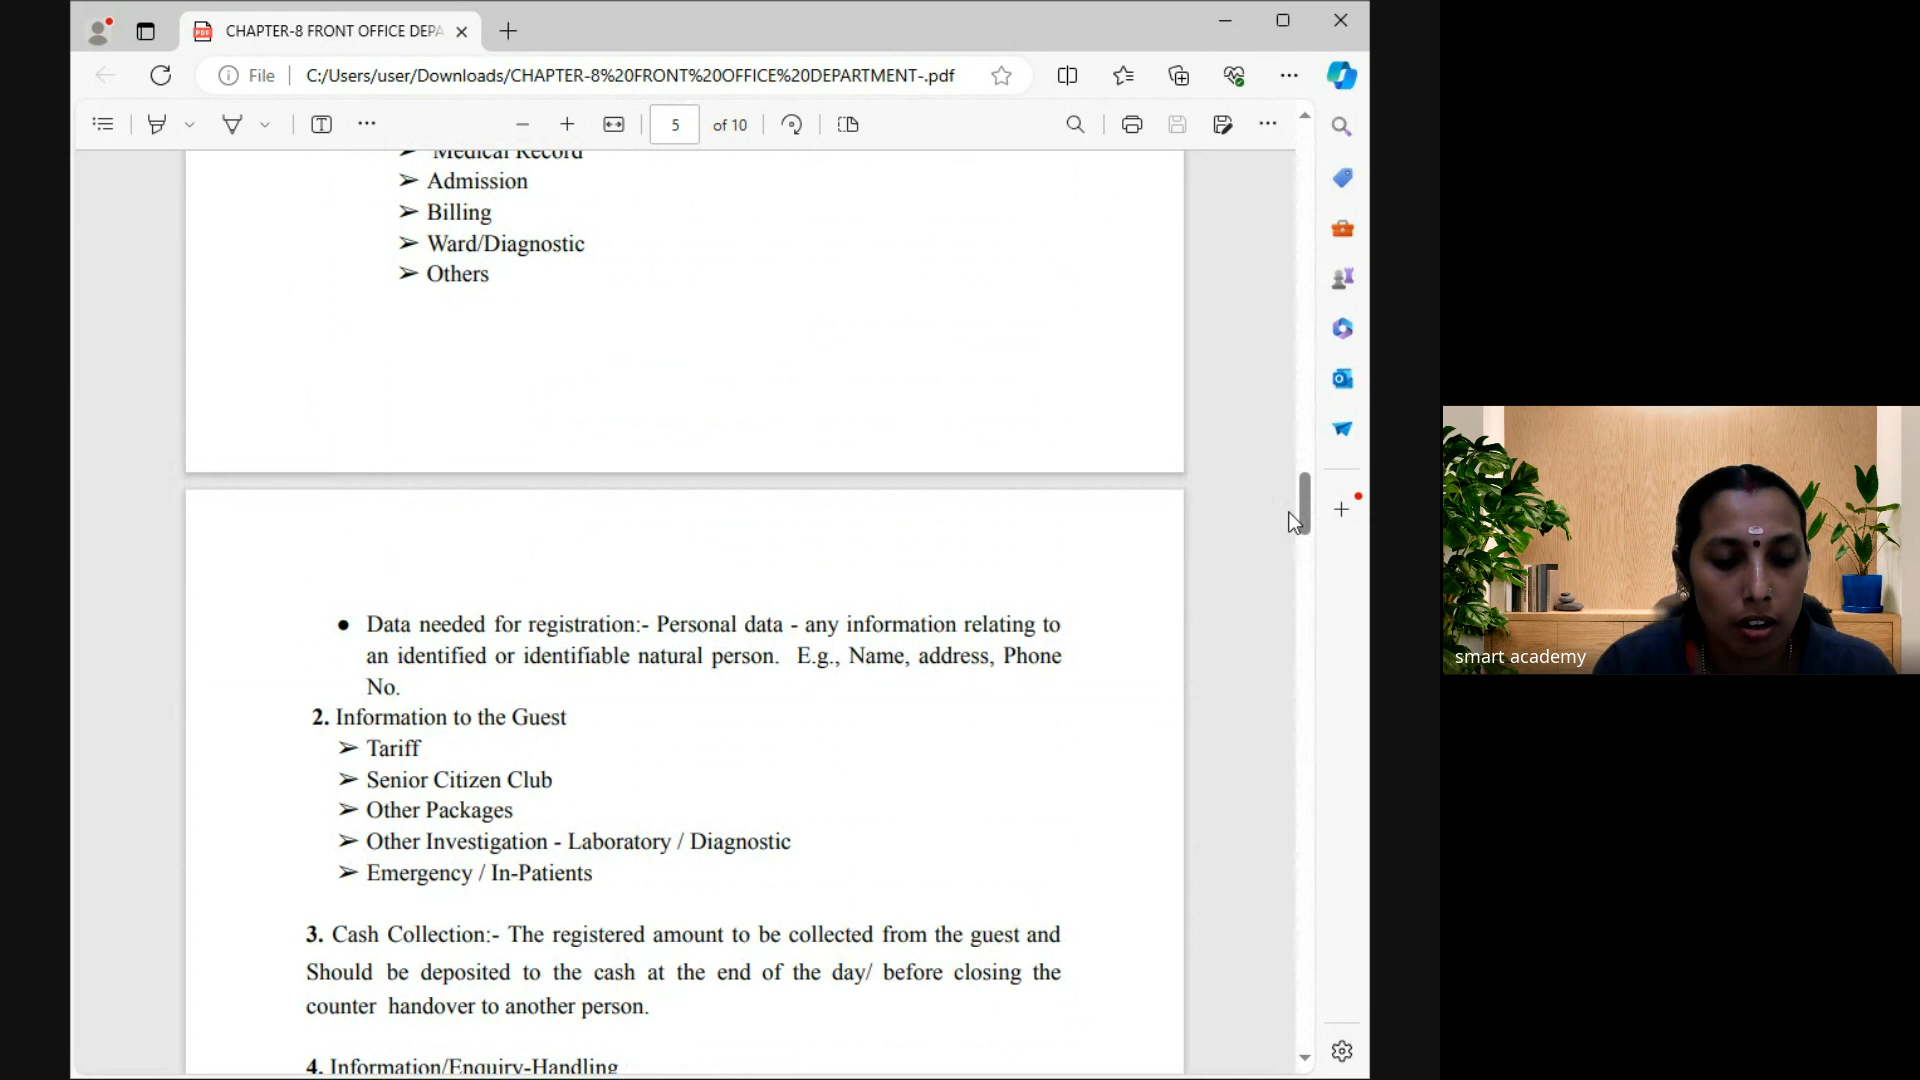 CHAPTER-8 FRONT OFFICE DEPA
File
C:/Users/user/Downloads/CHAPTER-8%20FRONT%20OFFICE%20DEPARTMENT-.pdf
5 of 10
➢ Medical Record
➢ Admission
➢ Billing
➢ Ward/Diagnostic
➢ Others
● Data needed for registration:- Personal data - any information relating to
an identified or identifiable natural person. E.g., Name, address, Phone
No.
2. Information to the Guest
➢ Tariff
➢ Senior Citizen Club
➢ Other Packages
➢ Other Investigation - Laboratory / Diagnostic
➢ Emergency / In-Patients
3. Cash Collection:- The registered amount to be collected from the guest and
Should be deposited to the cash at the end of the day/ before closing the
counter handover to another person.
4. Information/Enquiry-Handling
smart academy